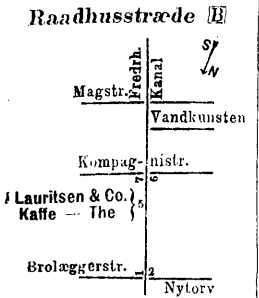 Raadhusstræde B
S
N
Fredrh. Kanal
Magstr.
Vandkunsten
Kompag- nistr.
7 6
Lauritsen & Co. } 5
Kaffe — The
Brolæggerstr. 1 2
Nytorv